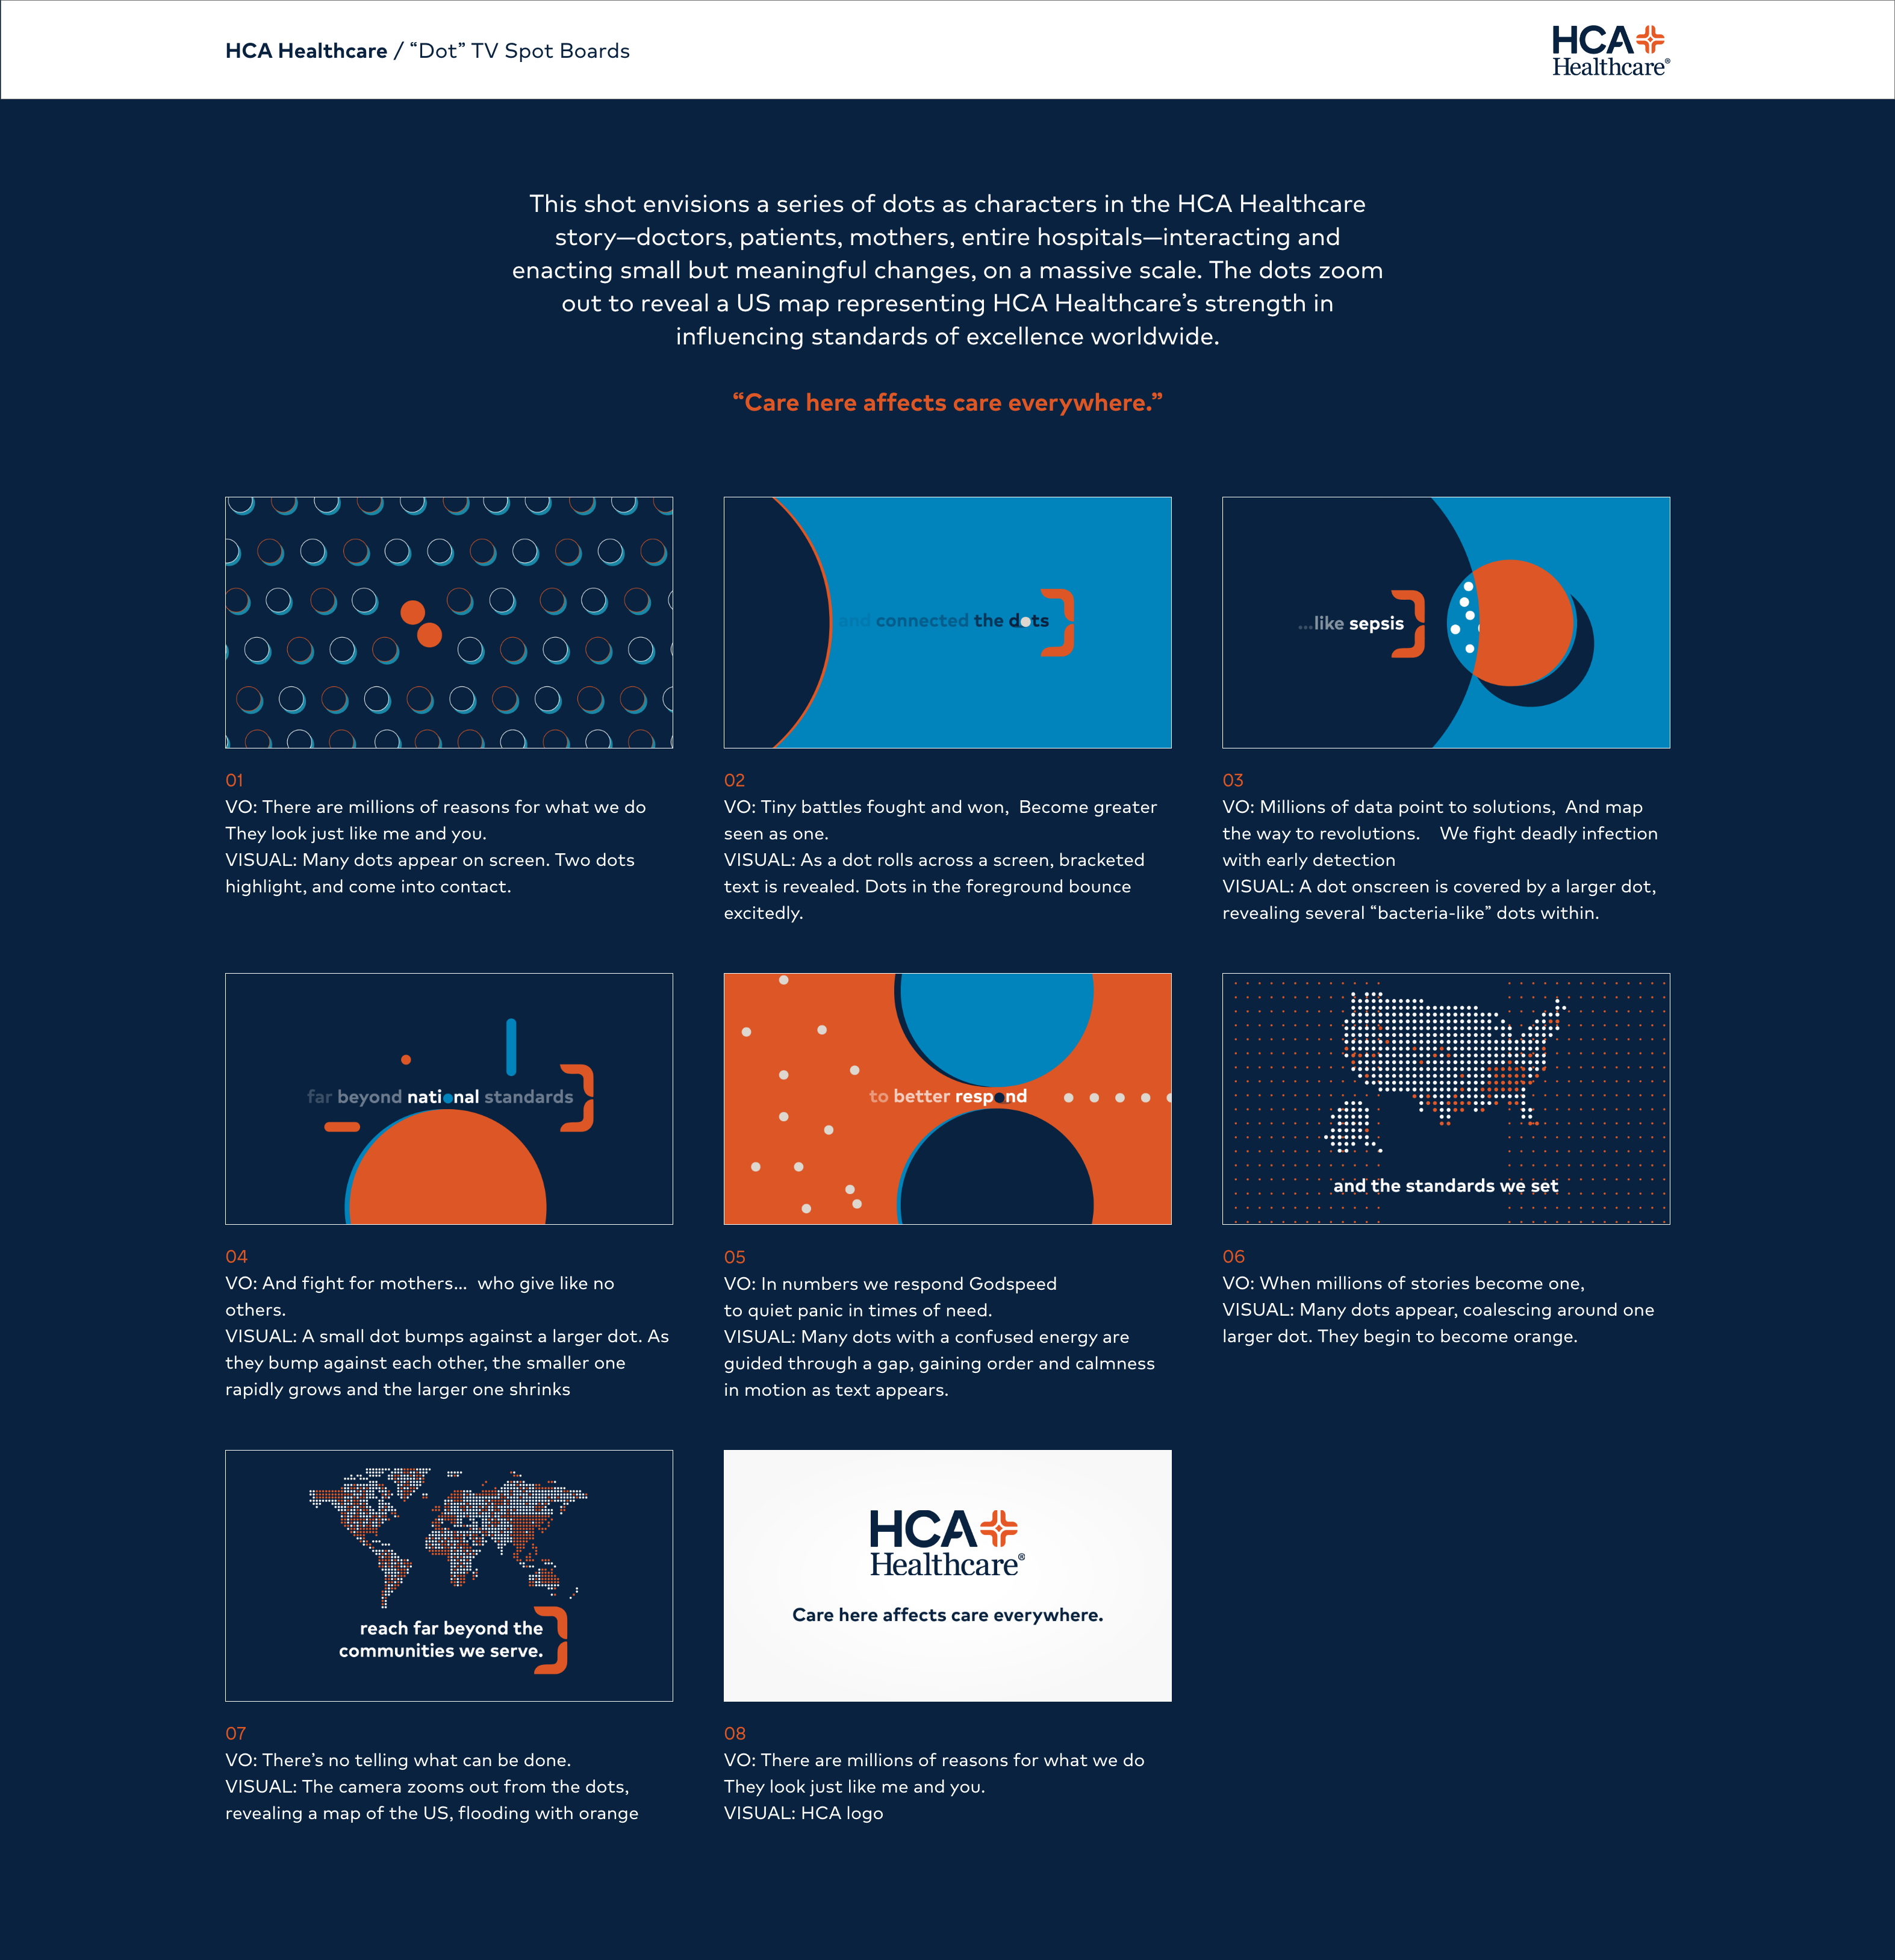 HCA Healthcare / “Dot” TV Spot Boards
HCA
Healthcare®
This shot envisions a series of dots as characters in the HCA Healthcare
story—doctors, patients, mothers, entire hospitals—interacting and
enacting small but meaningful changes, on a massive scale. The dots zoom
out to reveal a US map representing HCA Healthcare’s strength in
influencing standards of excellence worldwide.
“Care here affects care everywhere.”
and connected the dots
...like sepsis
01
VO: There are millions of reasons for what we do
They look just like me and you.
VISUAL: Many dots appear on screen. Two dots
highlight, and come into contact.
02
VO: Tiny battles fought and won,  Become greater
seen as one.
VISUAL: As a dot rolls across a screen, bracketed
text is revealed. Dots in the foreground bounce
excitedly.
03
VO: Millions of data point to solutions,  And map
the way to revolutions.    We fight deadly infection
with early detection
VISUAL: A dot onscreen is covered by a larger dot,
revealing several “bacteria-like” dots within.
far beyond national standards
to better respond
and the standards we set
04
VO: And fight for mothers...  who give like no
others.
VISUAL: A small dot bumps against a larger dot. As
they bump against each other, the smaller one
rapidly grows and the larger one shrinks
05
VO: In numbers we respond Godspeed
to quiet panic in times of need.
VISUAL: Many dots with a confused energy are
guided through a gap, gaining order and calmness
in motion as text appears.
06
VO: When millions of stories become one,
VISUAL: Many dots appear, coalescing around one
larger dot. They begin to become orange.
reach far beyond the
communities we serve.
HCA
Healthcare®
Care here affects care everywhere.
07
VO: There’s no telling what can be done.
VISUAL: The camera zooms out from the dots,
revealing a map of the US, flooding with orange
08
VO: There are millions of reasons for what we do
They look just like me and you.
VISUAL: HCA logo